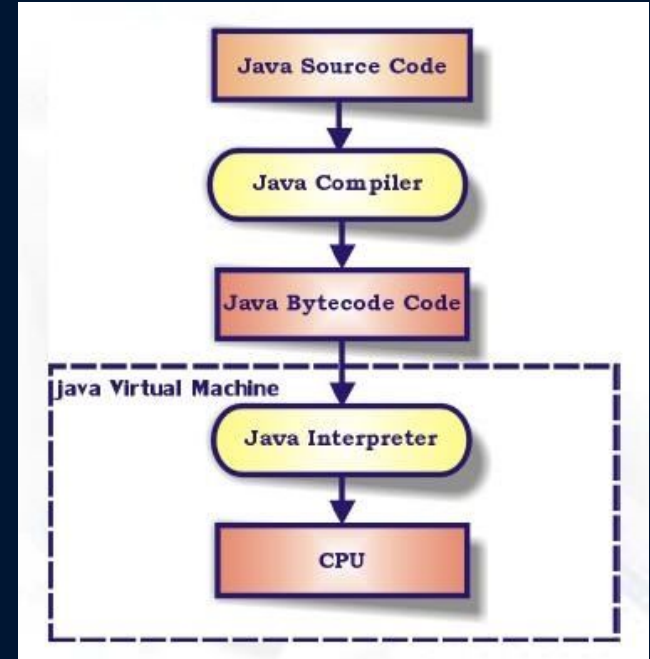 Java Source Code
Java Compiler
Java Bytecode Code
java Virtual Machine
Java Interpreter
CPU